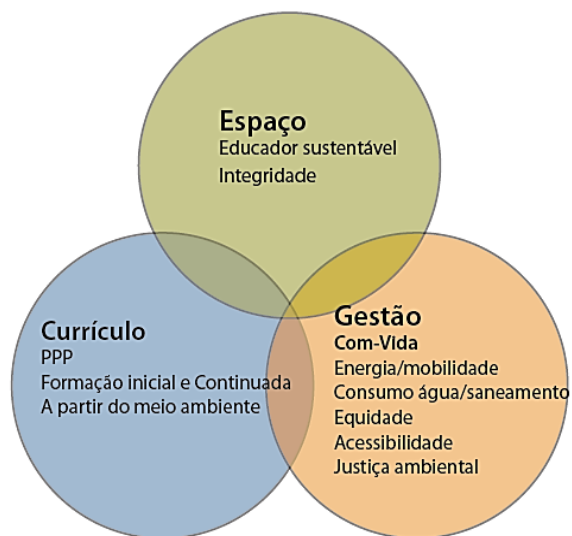 Espaço
Educador sustentável
Integridade
Currículo
PPP
Formação inicial e Continuada
A partir do meio ambiente
Gestão
Com-Vida
Energia/mobilidade
Consumo água/saneamento
Equidade
Acessibilidade
Justiça ambiental